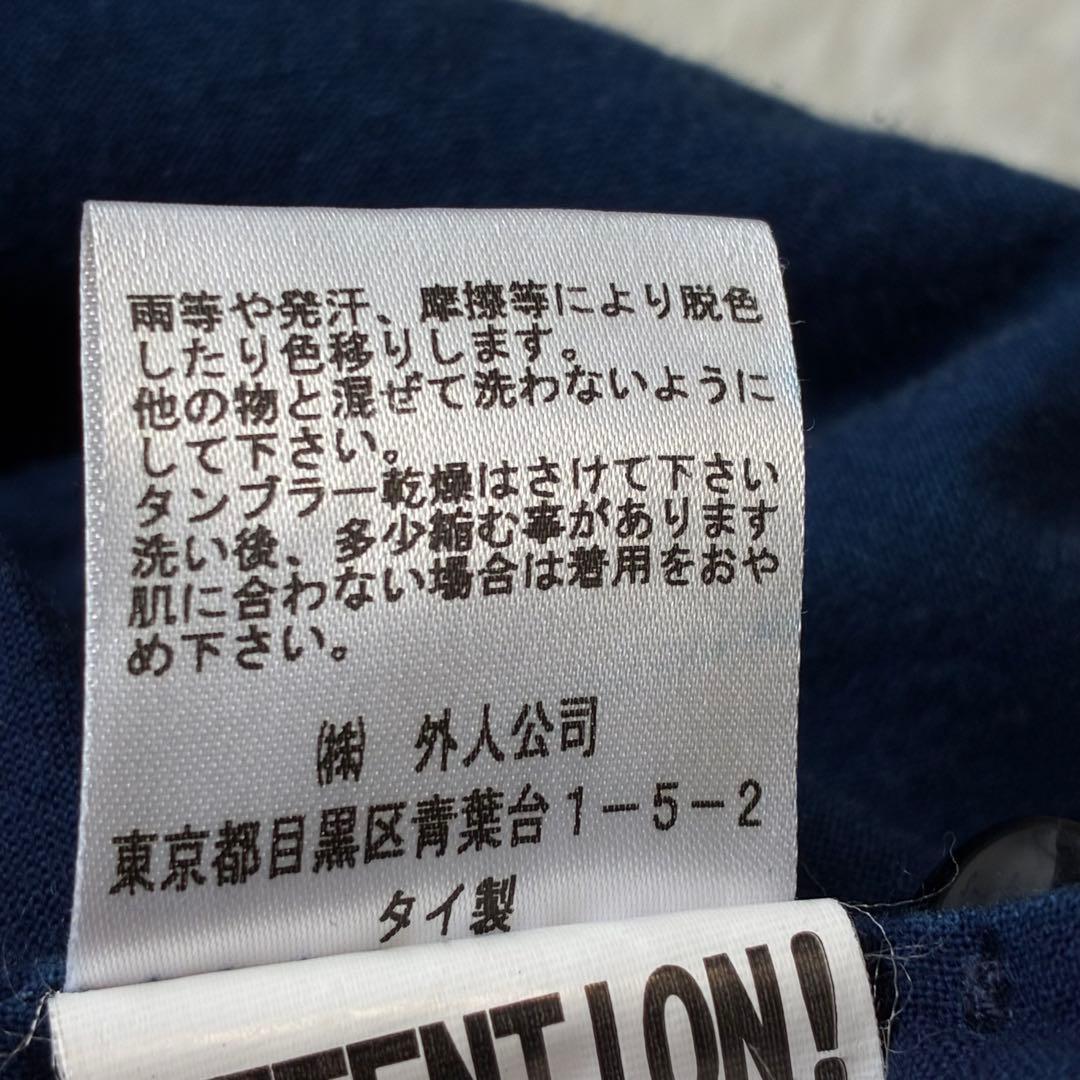 雨等や発汗、摩擦等により脱色
したり色移りします。
他の物と混ぜて洗わないように
して下さい。
タンブラー乾燥はさけて下さい
洗い後、多少縮む事があります
肌に合わない場合は着用をおや
め下さい。
㈱ 外人公司
東京都目黒区青葉台1-5-2
タイ製
TENTION!